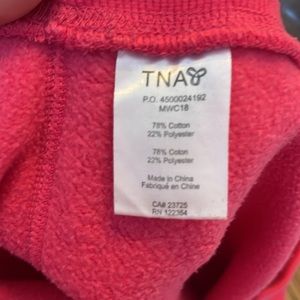 TNA
P.O. 4500024192
MWC18
78% Cotton
22% Polyester
78% Coton
22% Polyester
Made in China
Fabriqué en Chine
CA# 23725
RN 122364